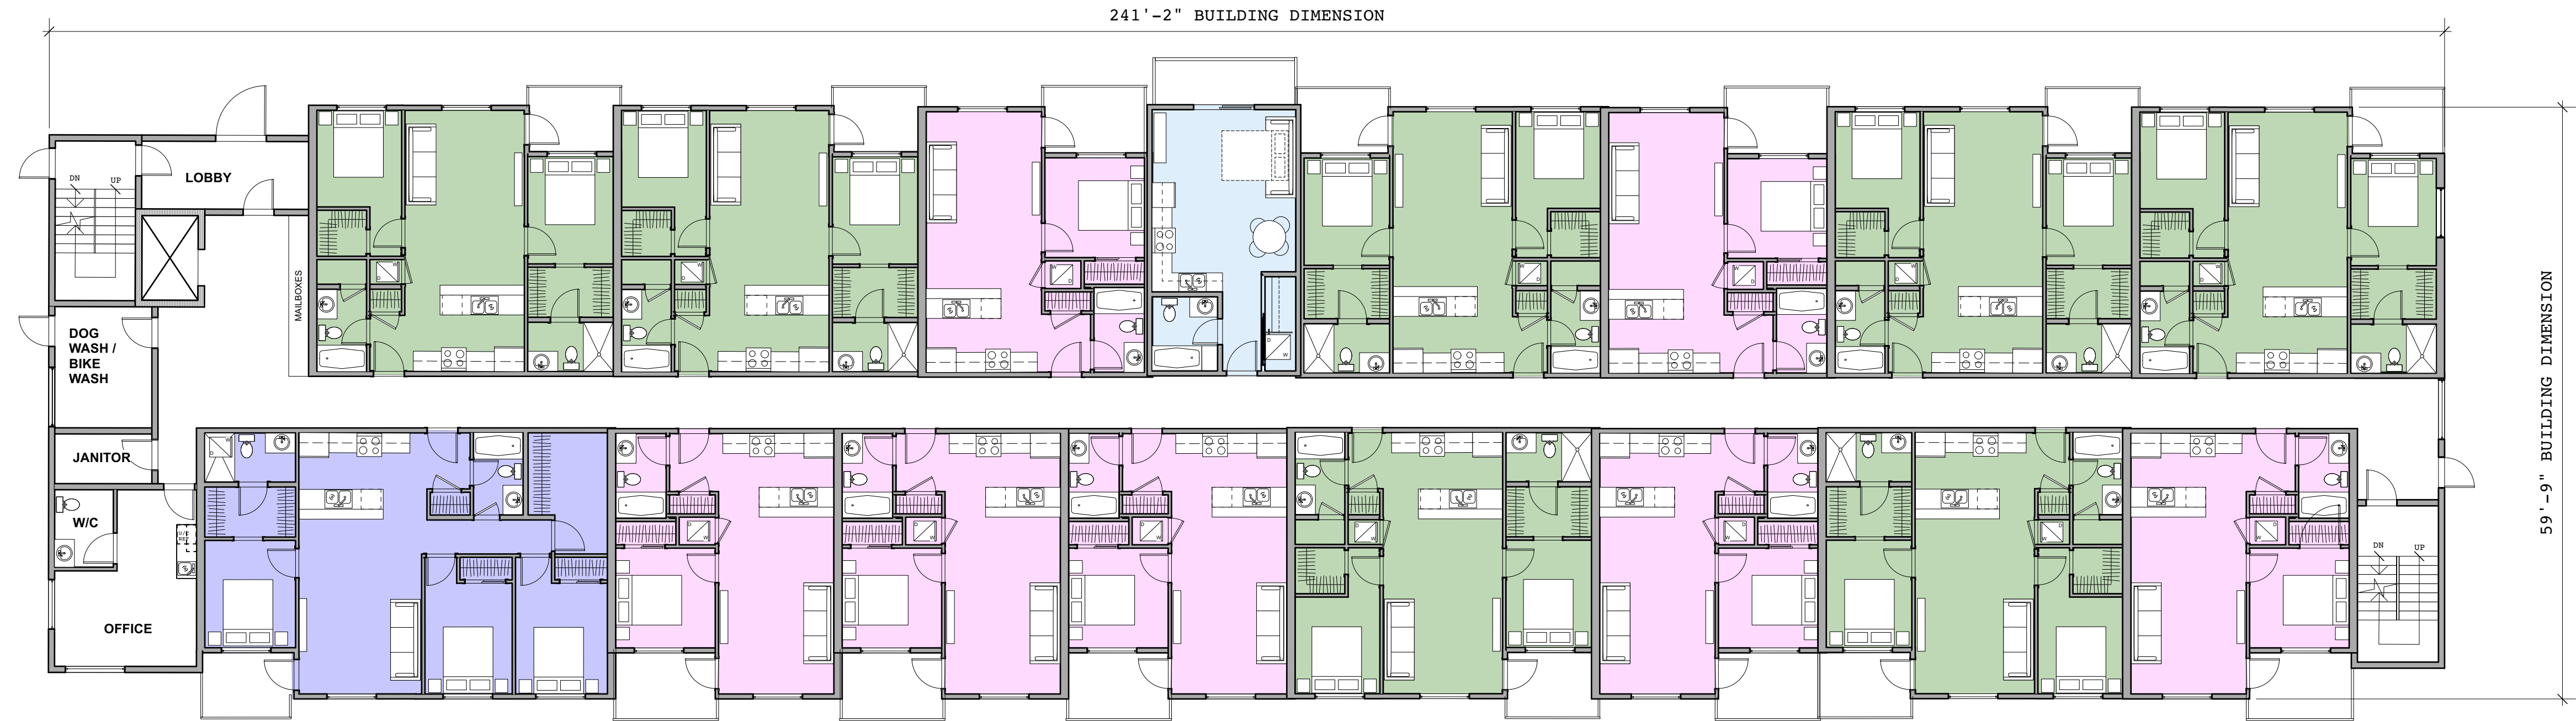 241'-2" BUILDING DIMENSION
DN
UP
LOBBY
MAILBOXES
DOG
WASH /
BIKE
WASH
JANITOR
W/C
OFFICE
59'-9" BUILDING DIMENSION
DN
UP